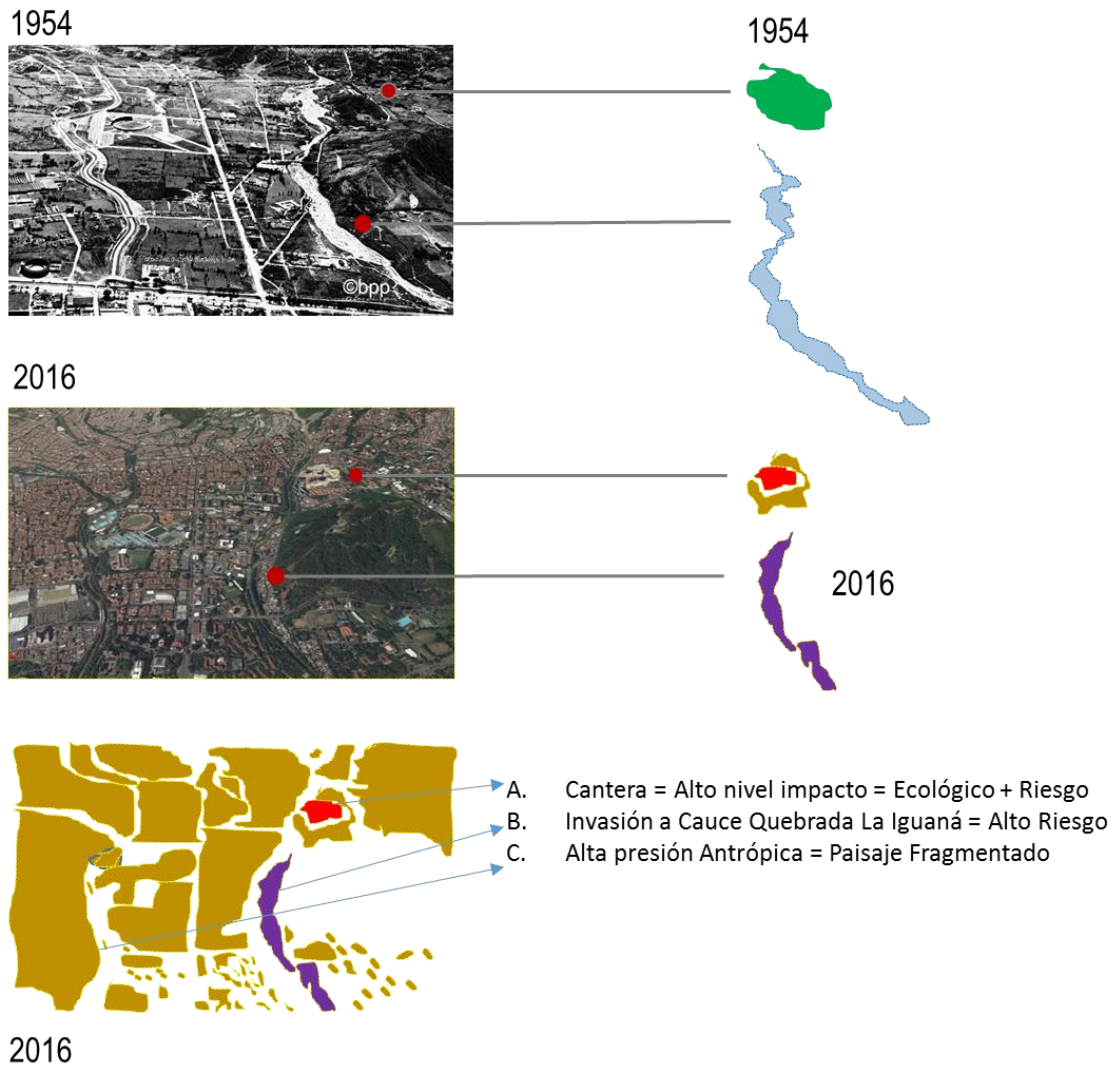 1954
1954
©bpp
2016
2016
A. Cantera = Alto nivel impacto = Ecológico + Riesgo
B. Invasión a Cauce Quebrada La Iguaná = Alto Riesgo
C. Alta presión Antrópica = Paisaje Fragmentado
2016